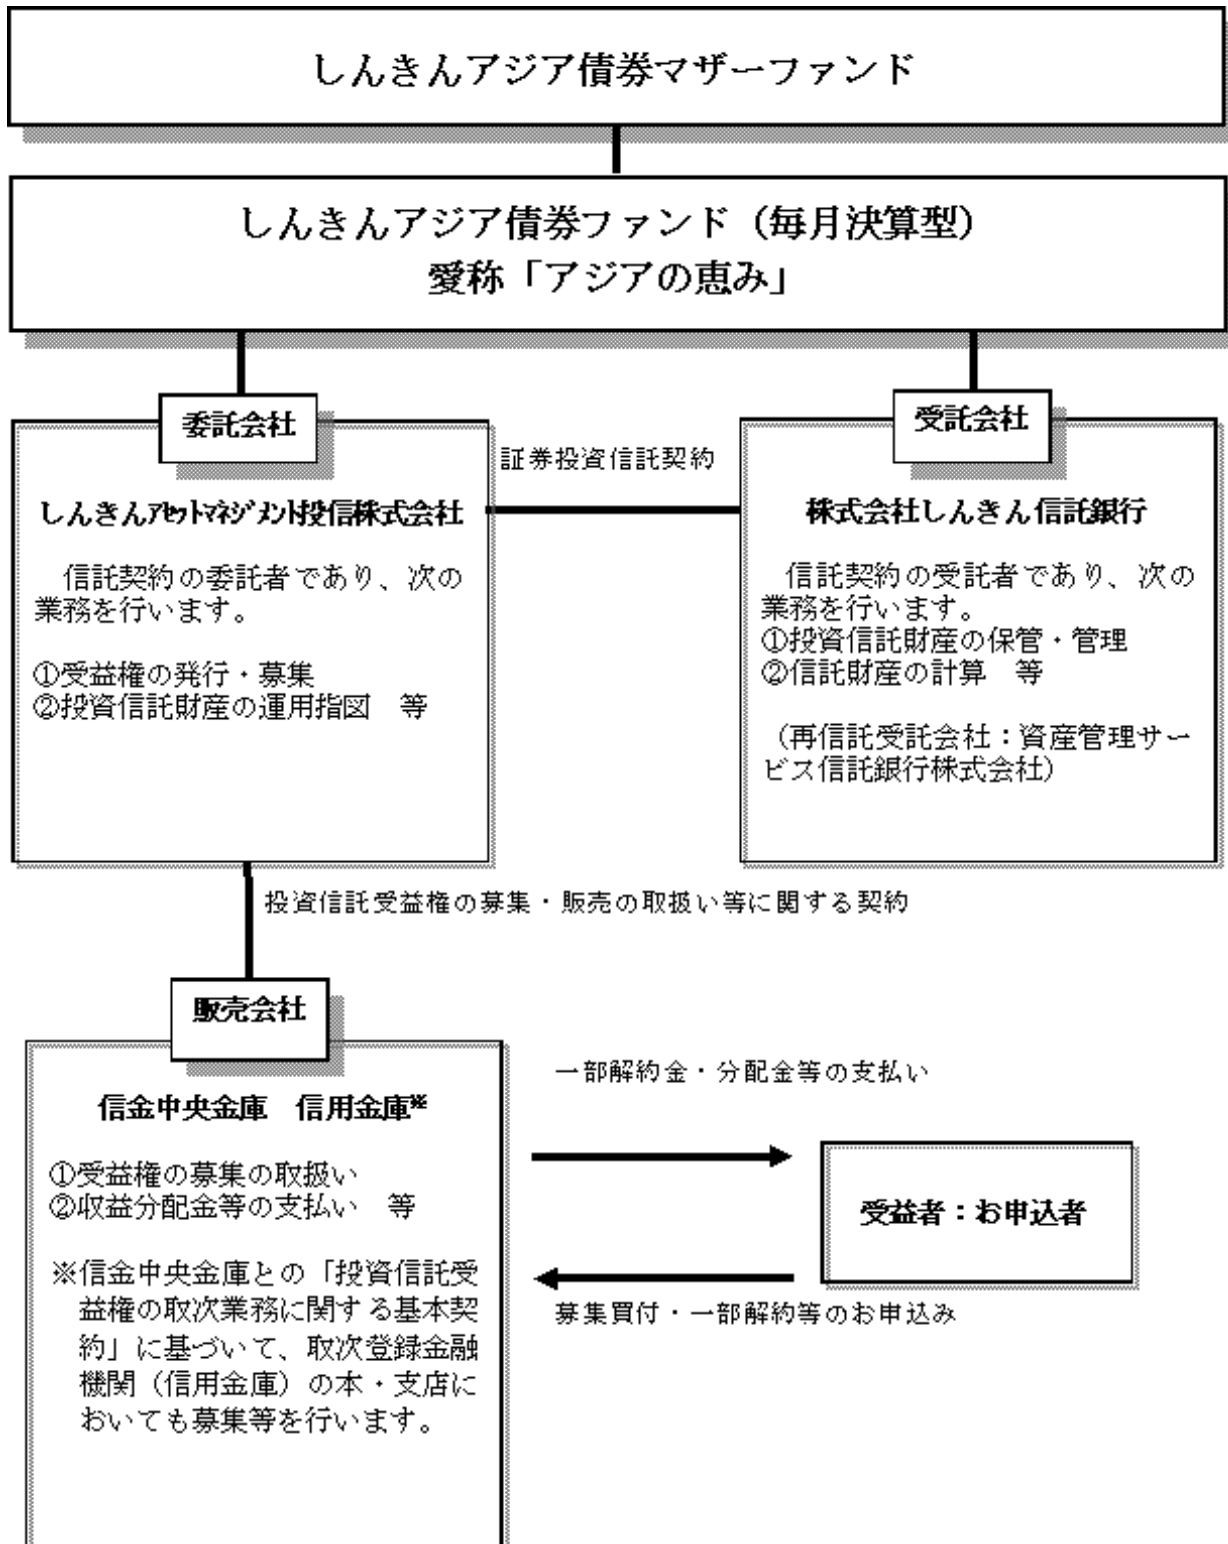 しんきんアジア債券マザーファンド
しんきんアジア債券ファンド（毎月決算型）
愛称「アジアの恵み」
委託会社
しんきんｱｾｯﾄﾏﾈｼﾞﾒﾝﾄ投信株式会社
信託契約の委託者であり、次の
業務を行います。
①受益権の発行・募集
②投資信託財産の運用指図　等
証券投資信託契約
受託会社
株式会社しんきん信託銀行
信託契約の受託者であり、次の
業務を行います。
①投資信託財産の保管・管理
②信託財産の計算　等
（再信託受託会社：資産管理サー
ビス信託銀行株式会社）
投資信託受益権の募集・販売の取扱い等に関する契約
販売会社
信金中央金庫　信用金庫※
①受益権の募集の取扱い
②収益分配金等の支払い　等
※信金中央金庫との「投資信託受
益権の取次業務に関する基本契
約」に基づいて、取次登録金融
機関（信用金庫）の本・支店に
おいても募集等を行います。
一部解約金・分配金等の支払い
受益者：お申込者
募集買付・一部解約等のお申込み